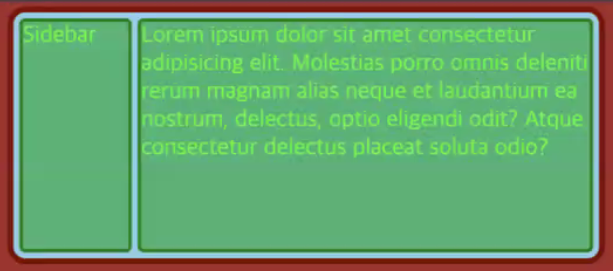 Sidebar
Lorem ipsum dolor sit amet consectetur
adipisicing elit. Molestias porro omnis deleniti
rerum magnam alias neque et laudantium ea
nostrum, delectus, optio eligendi odit? Atque
consectetur delectus placeat soluta odio?